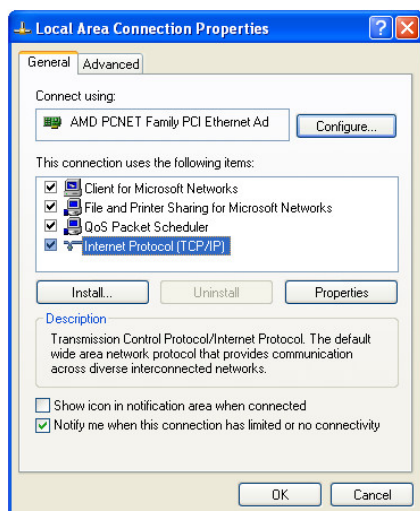 Local Area Connection Properties
General Advanced
Connect using:
AMD PCNET Family PCI Ethernet Ad
Configure...
This connection uses the following items:
Client for Microsoft Networks
File and Printer Sharing for Microsoft Networks
QoS Packet Scheduler
Internet Protocol (TCP/IP)
Install... Uninstall Properties
Description
Transmission Control Protocol/Internet Protocol. The default
wide area network protocol that provides communication
across diverse interconnected networks.
Show icon in notification area when connected
Notify me when this connection has limited or no connectivity
OK Cancel